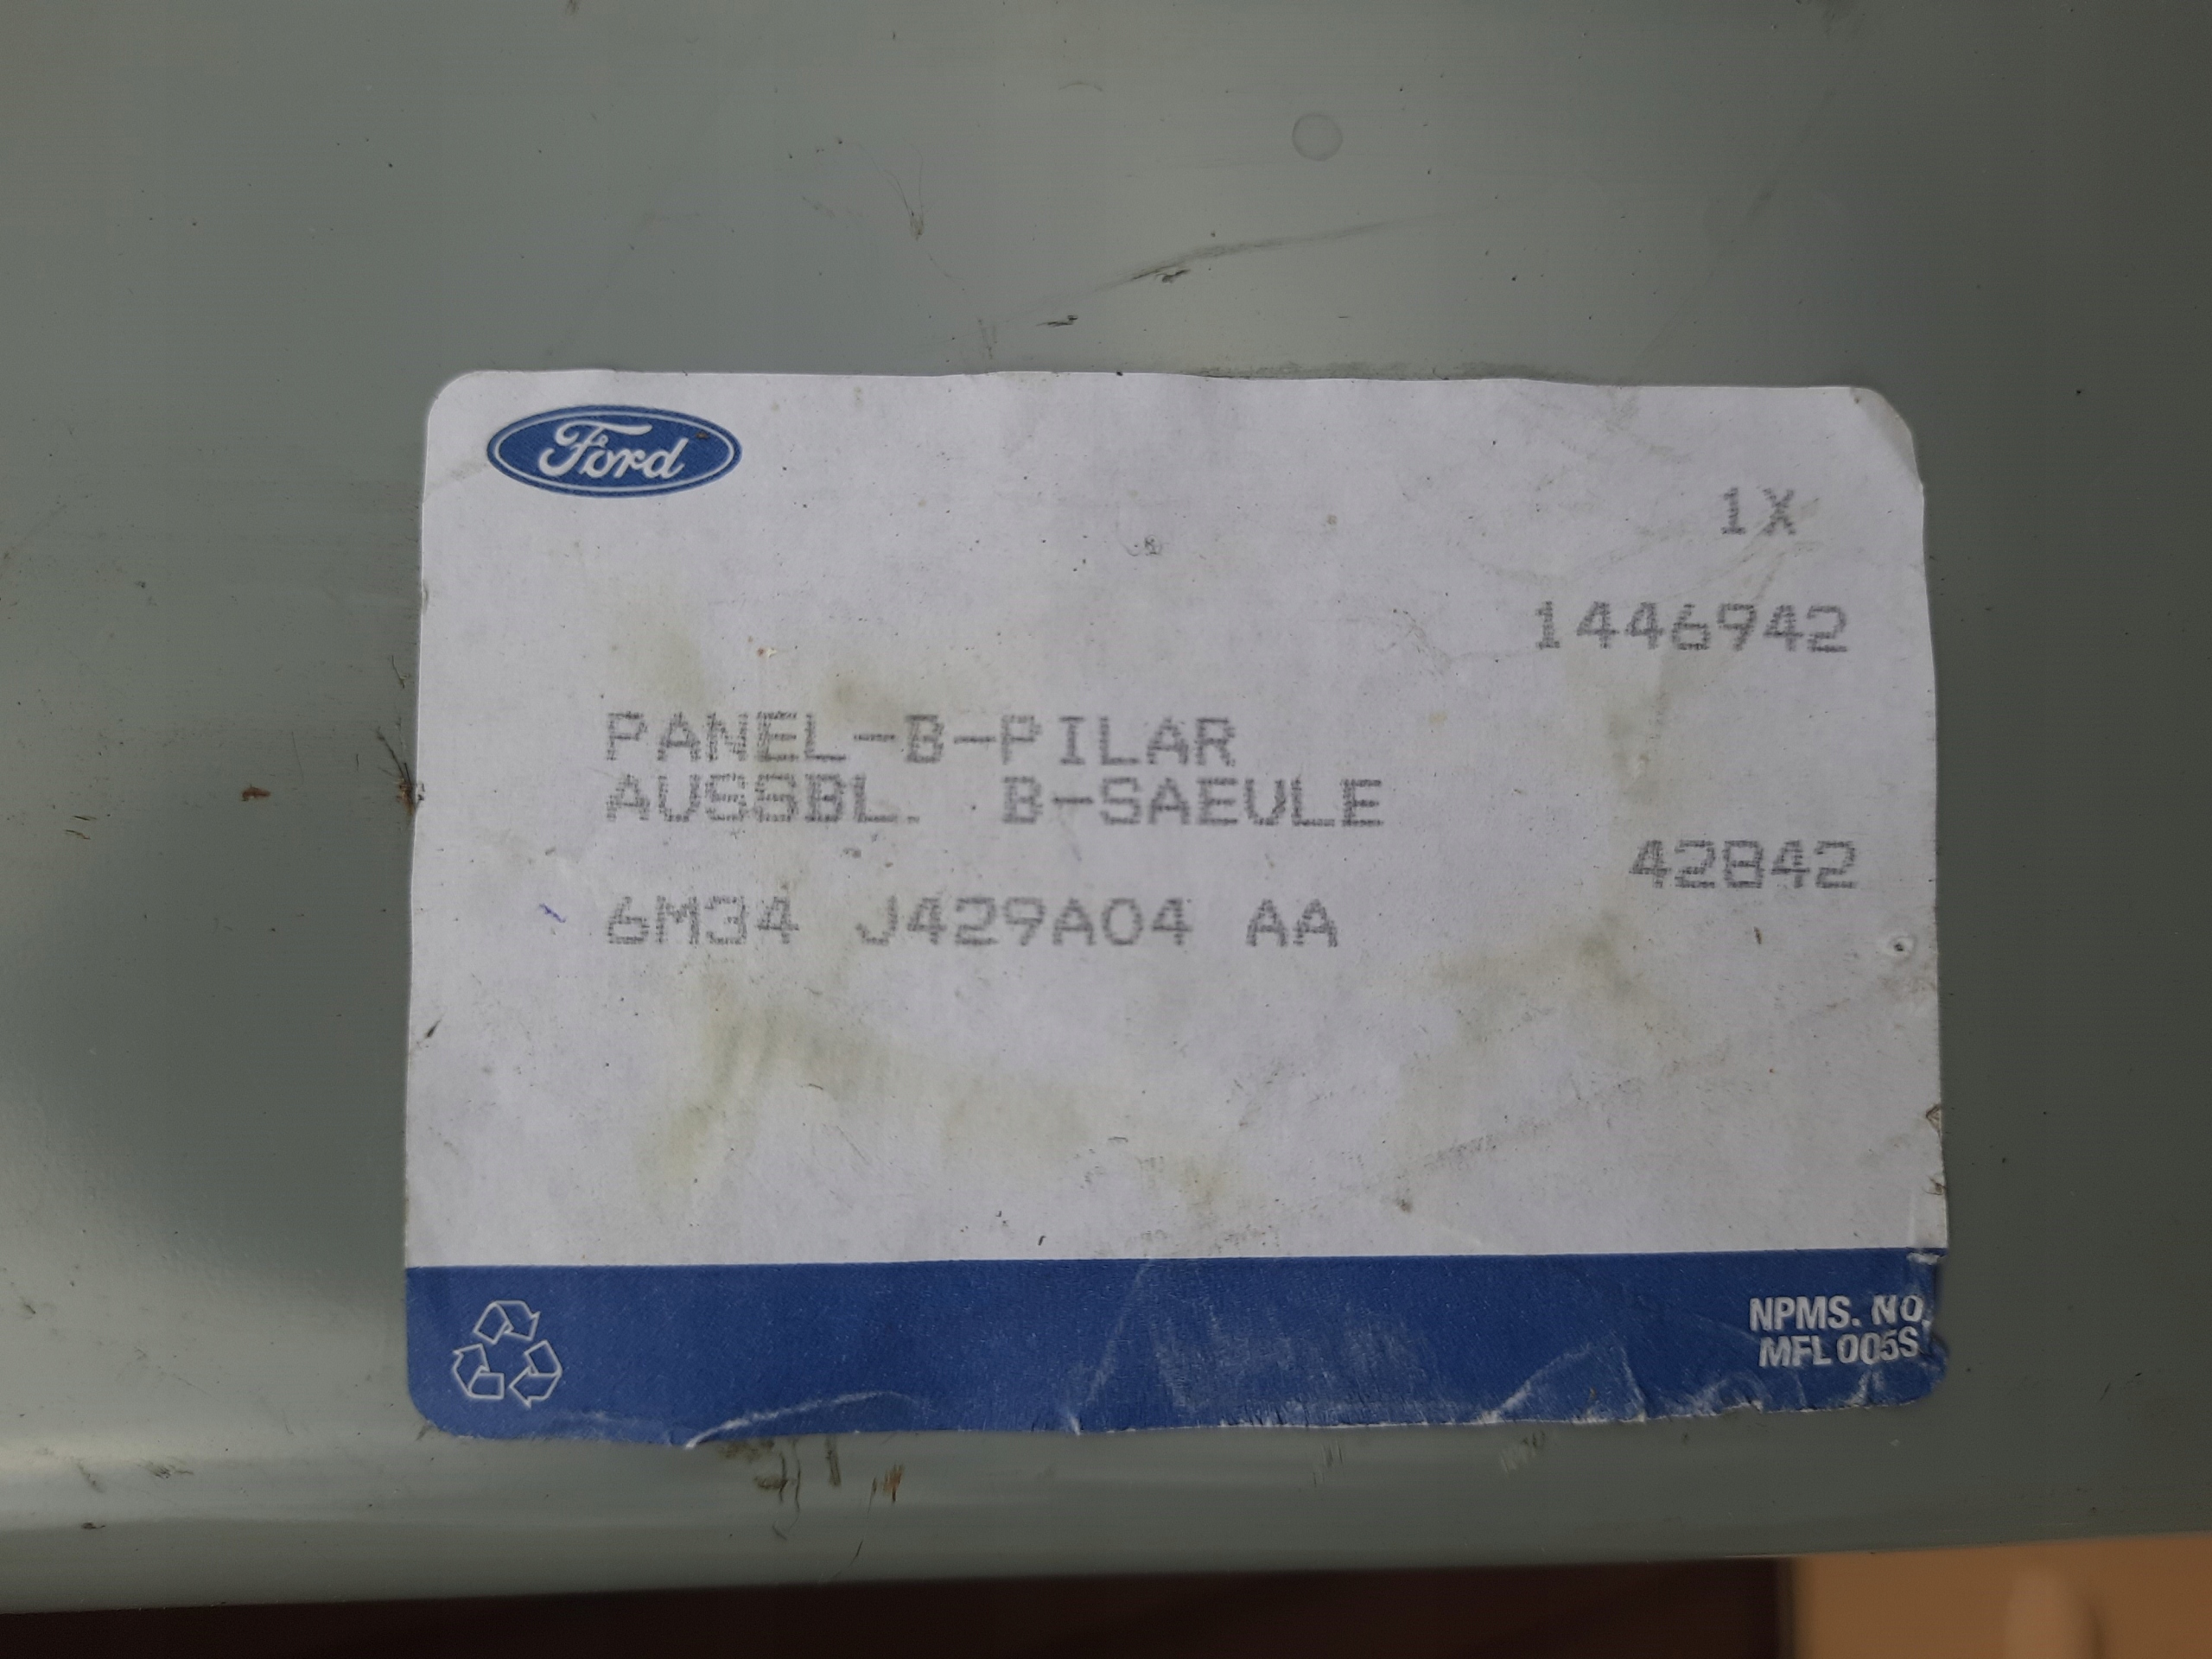 Ford
1X
1446942
PANEL-B-PILAR
AUSSBL. B-SAEULE
42842
6M34 J429A04 AA
NPMS. NO.
MFL 005S